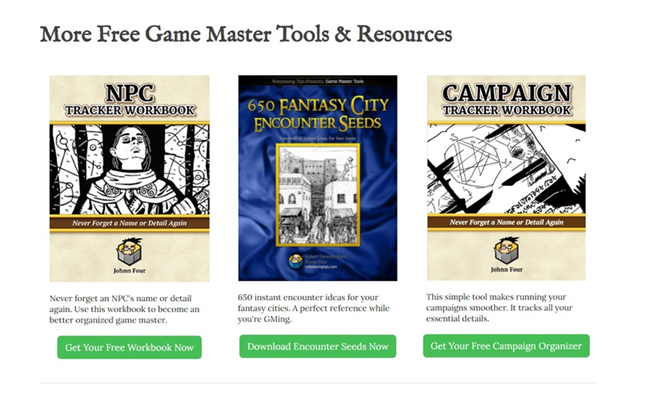 More Free Game Master Tools & Resources
NPC
TRACKER WORKBOOK
Never Forget a Name or Detail Again
Johnn Four
Never forget an NPC's name or detail
again. Use this workbook to become an
better organized game master.
Get Your Free Workbook Now
Roleplaying Tips Presents: Game Master Tools
650 FANTASY CITY
ENCOUNTER SEEDS
Johnn Four
roleplayingtips.com
650 instant encounter ideas for your
fantasy cities. A perfect reference while
you're GMing.
Download Encounter Seeds Now
CAMPAIGN
TRACKER WORKBOOK
Never Forget a Name or Detail Again
Johnn Four
This simple tool makes running your
campaigns smoother. It tracks all your
essential details.
Get Your Free Campaign Organizer